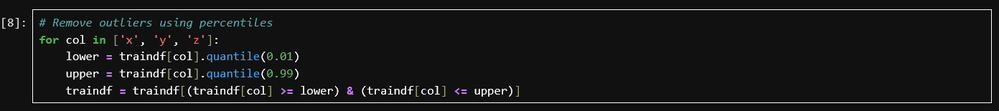 [8]: # Remove outliers using percentiles
for col in ['x', 'y', 'z']:
    lower = traindf[col].quantile(0.01)
    upper = traindf[col].quantile(0.99)
    traindf = traindf[(traindf[col] >= lower) & (traindf[col] <= upper)]